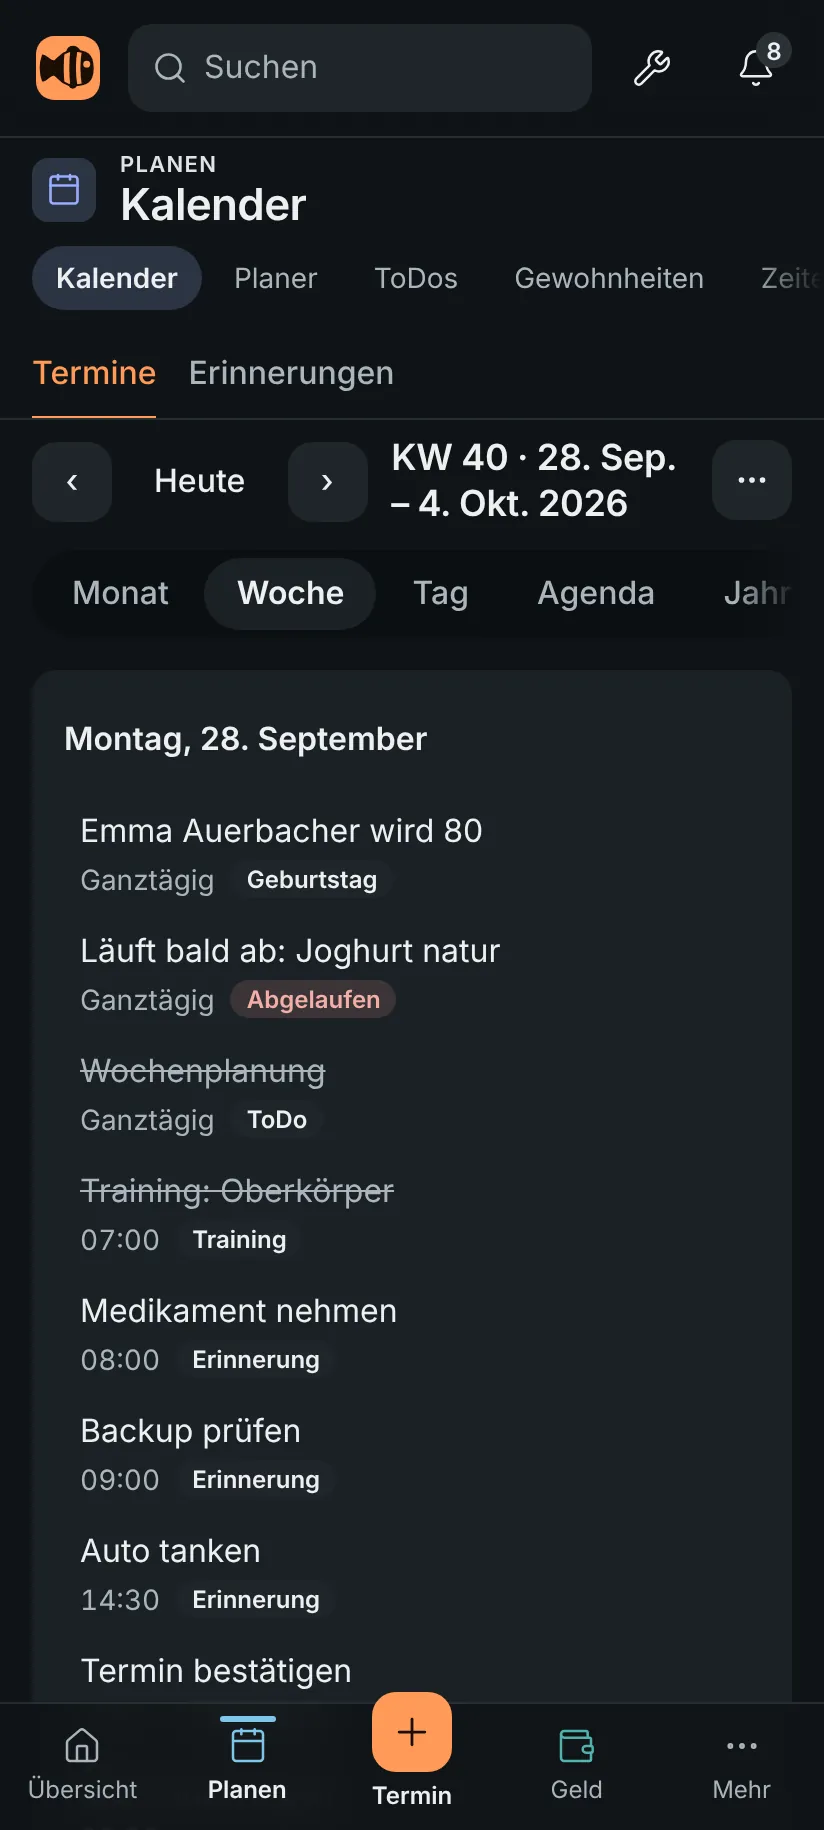 Suchen
8
PLANEN
Kalender
Kalender Planer ToDos Gewohnheiten Zeite
Termine Erinnerungen
‹ Heute › KW 40 · 28. Sep. – 4. Okt. 2026 ···
Monat Woche Tag Agenda Jahr
Montag, 28. September
Emma Auerbacher wird 80
Ganztägig Geburtstag
Läuft bald ab: Joghurt natur
Ganztägig Abgelaufen
Wochenplanung
Ganztägig ToDo
Training: Oberkörper
07:00 Training
Medikament nehmen
08:00 Erinnerung
Backup prüfen
09:00 Erinnerung
Auto tanken
14:30 Erinnerung
Termin bestätigen
Übersicht Planen Termin Geld Mehr